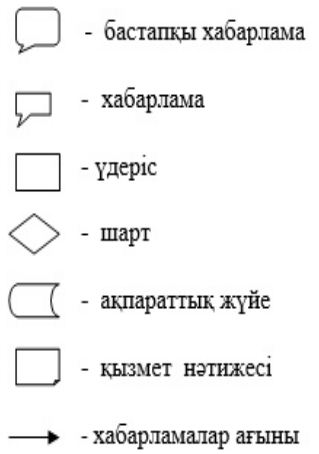 - бастапқы хабарлама
- хабарлама
- үдеріс
- шарт
- ақпараттық жүйе
- қызмет нәтижесі
- хабарламалар ағыны